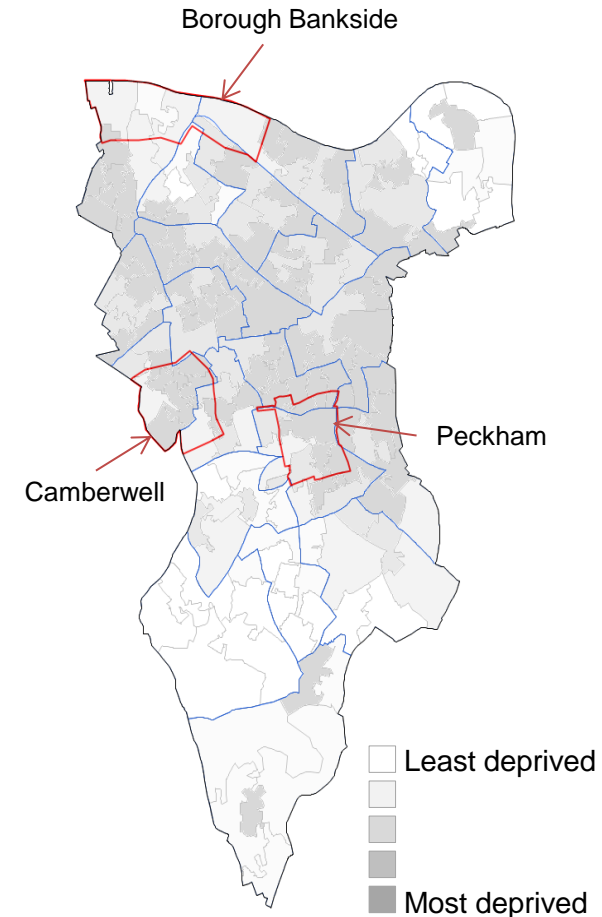 Borough Bankside
Peckham
Camberwell
Least deprived
Most deprived